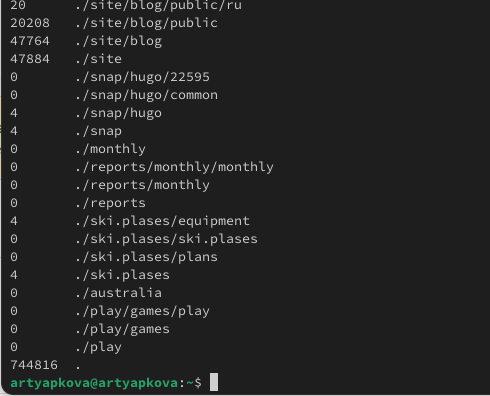 20      ./site/blog/public/ru
20208   ./site/blog/public
47764   ./site/blog
47884   ./site
0       ./snap/hugo/22595
0       ./snap/hugo/common
4       ./snap/hugo
4       ./snap
0       ./monthly
0       ./reports/monthly/monthly
0       ./reports/monthly
0       ./reports
4       ./ski.plases/equipment
0       ./ski.plases/ski.plases
0       ./ski.plases/plans
4       ./ski.plases
0       ./australia
0       ./play/games/play
0       ./play/games
0       ./play
744816  .
artyapkova@artyapkova:~$